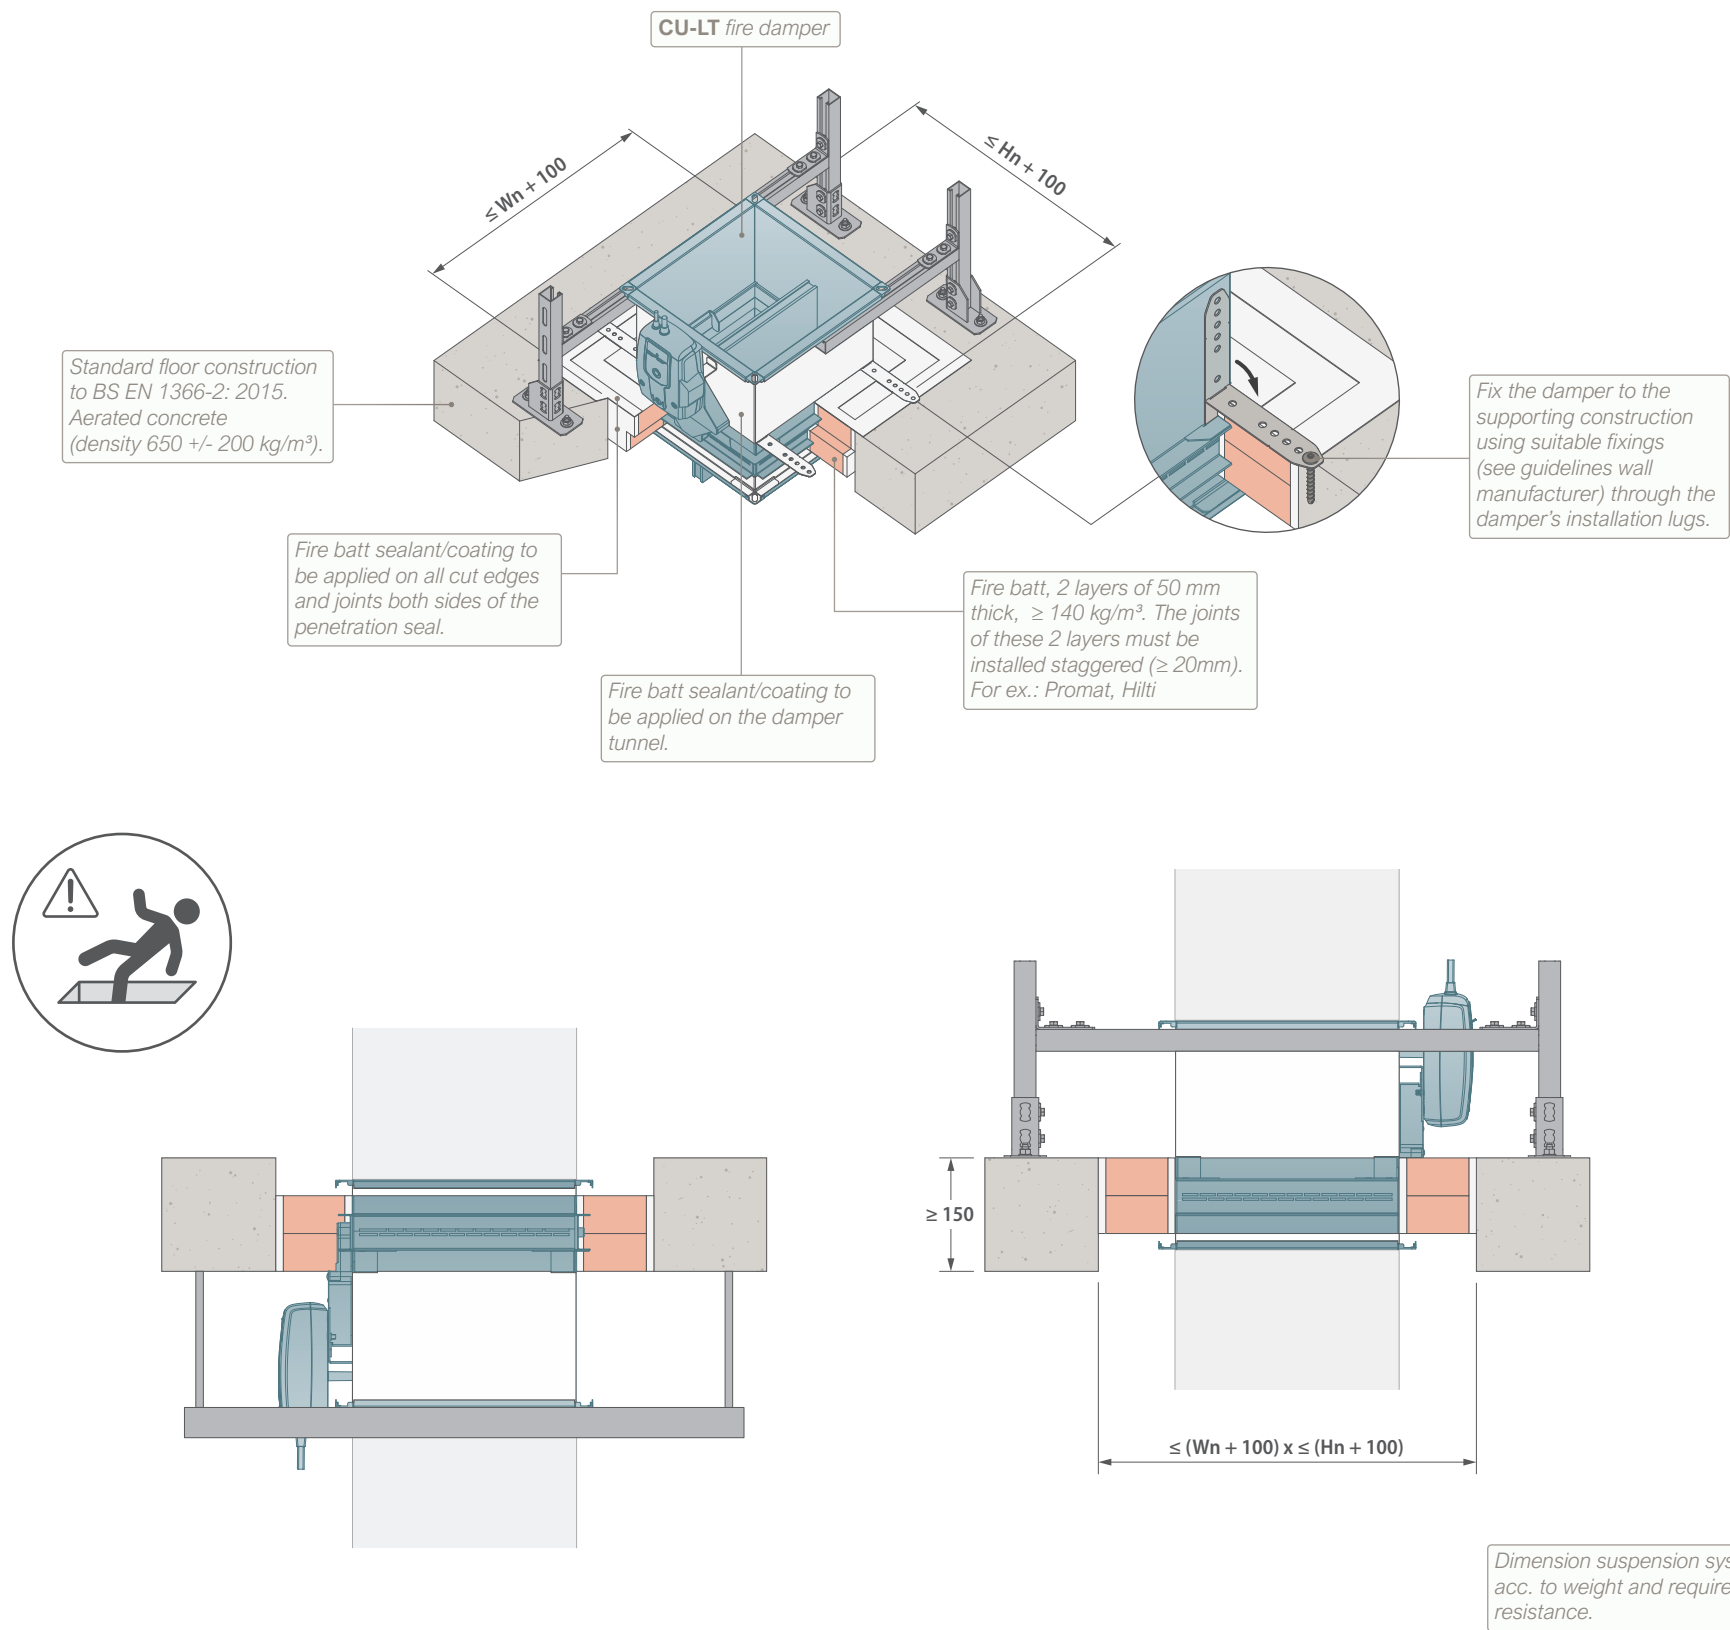 CU-LT fire damper
≤ Wn + 100
≤ Hn + 100
Standard floor construction
to BS EN 1366-2: 2015.
Aerated concrete
(density 650 +/- 200 kg/m³).
Fix the damper to the
supporting construction
using suitable fixings
(see guidelines wall
manufacturer) through the
damper's installation lugs.
Fire batt sealant/coating to
be applied on all cut edges
and joints both sides of the
penetration seal.
Fire batt, 2 layers of 50 mm
thick, ≥ 140 kg/m³. The joints
of these 2 layers must be
installed staggered (≥ 20mm).
For ex.: Promat, Hilti
Fire batt sealant/coating to
be applied on the damper
tunnel.
≥ 150
≤ (Wn + 100) x ≤ (Hn + 100)
Dimension suspension
acc. to weight and
resistance.